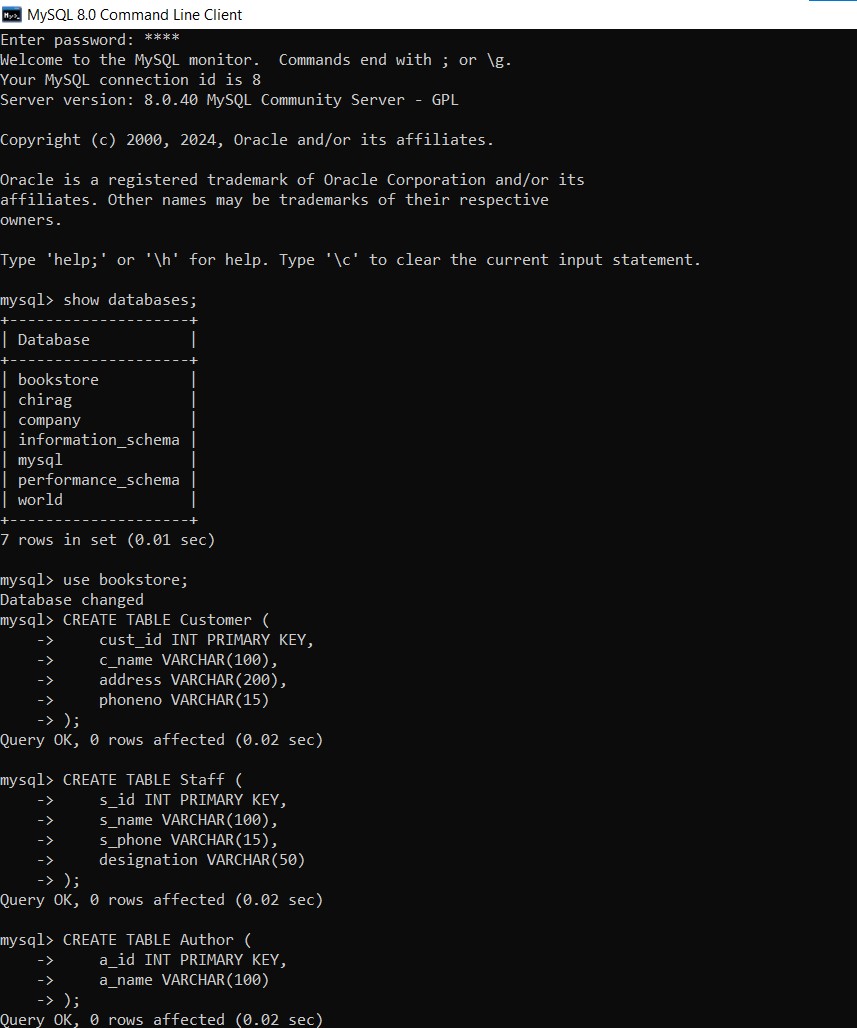 MySQL 8.0 Command Line Client
Enter password: ****
Welcome to the MySQL monitor.  Commands end with ; or \g.
Your MySQL connection id is 8
Server version: 8.0.40 MySQL Community Server - GPL

Copyright (c) 2000, 2024, Oracle and/or its affiliates.

Oracle is a registered trademark of Oracle Corporation and/or its
affiliates. Other names may be trademarks of their respective
owners.

Type 'help;' or '\h' for help. Type '\c' to clear the current input statement.

mysql> show databases;
+--------------------+
| Database           |
+--------------------+
| bookstore          |
| chirag             |
| company            |
| information_schema |
| mysql              |
| performance_schema |
| world              |
+--------------------+
7 rows in set (0.01 sec)

mysql> use bookstore;
Database changed
mysql> CREATE TABLE Customer (
    ->     cust_id INT PRIMARY KEY,
    ->     c_name VARCHAR(100),
    ->     address VARCHAR(200),
    ->     phoneno VARCHAR(15)
    -> );
Query OK, 0 rows affected (0.02 sec)

mysql> CREATE TABLE Staff (
    ->     s_id INT PRIMARY KEY,
    ->     s_name VARCHAR(100),
    ->     s_phone VARCHAR(15),
    ->     designation VARCHAR(50)
    -> );
Query OK, 0 rows affected (0.02 sec)

mysql> CREATE TABLE Author (
    ->     a_id INT PRIMARY KEY,
    ->     a_name VARCHAR(100)
    -> );
Query OK, 0 rows affected (0.02 sec)